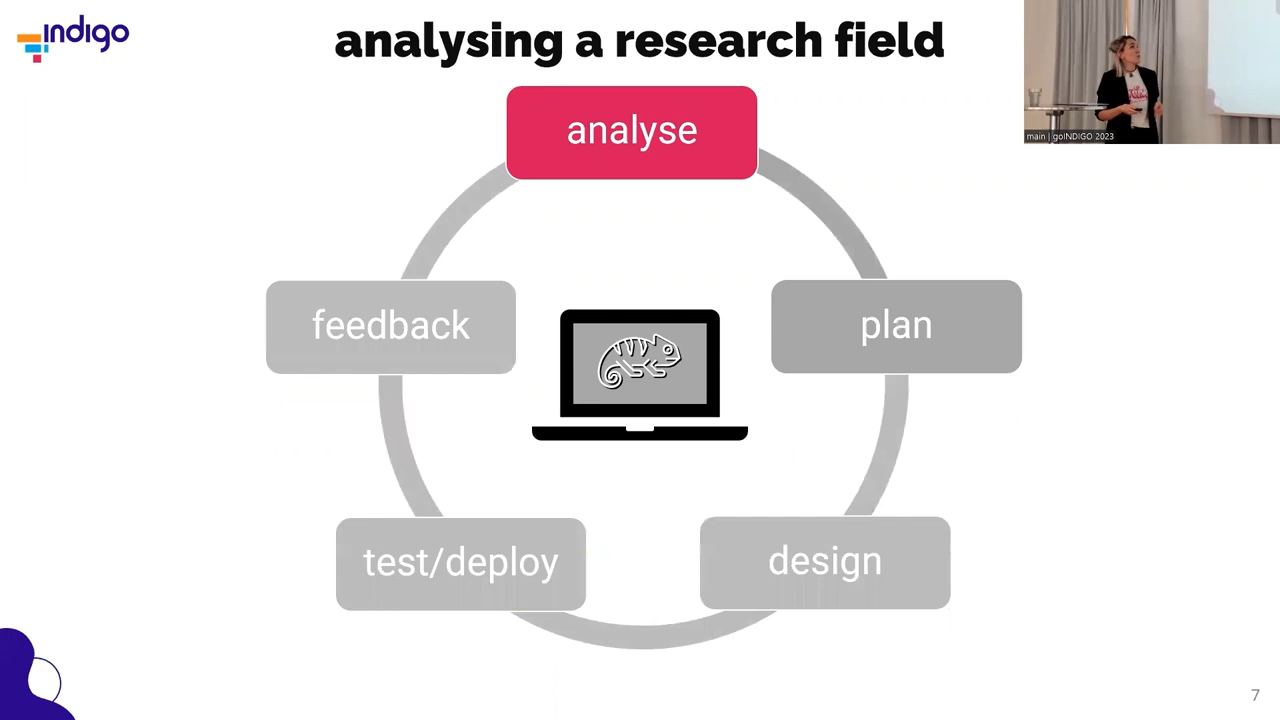 indigo
analysing a research field
analyse
feedback
plan
test/deploy
design
main | goINDIGO 2023
7